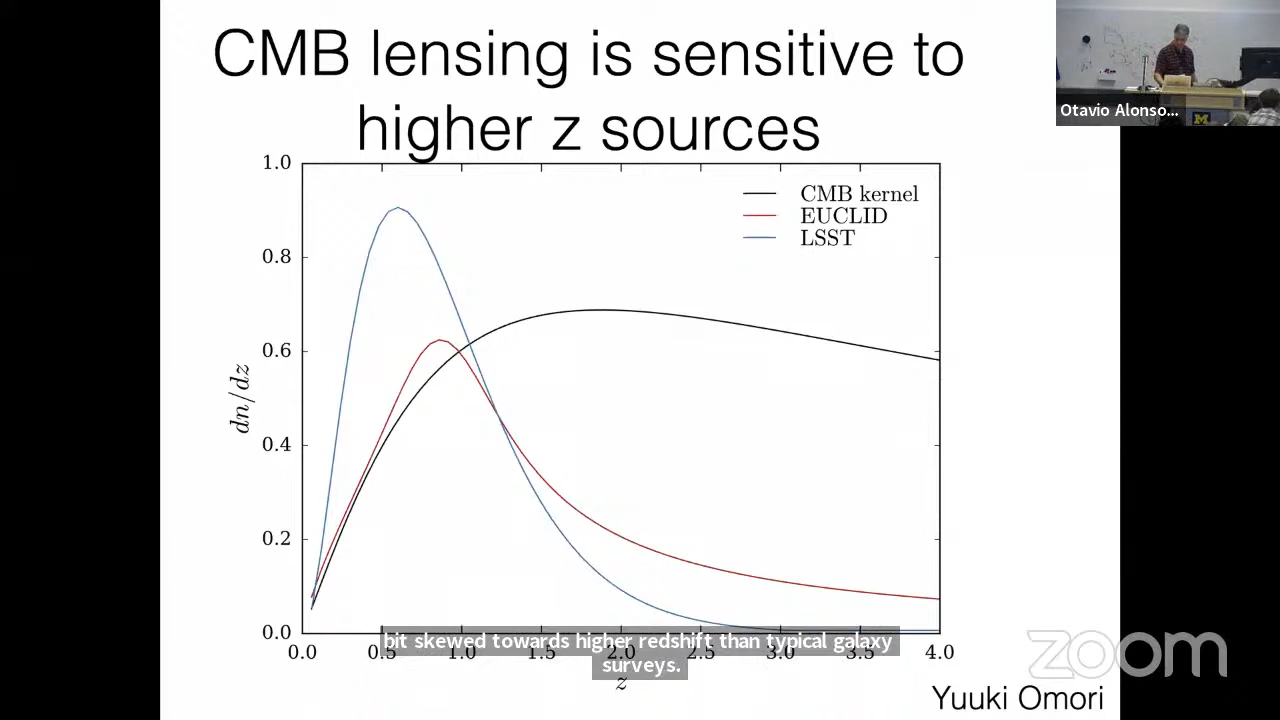 CMB lensing is sensitive to
higher z sources
Otavio Alonso...
M
1.0
0.8
0.6
0.4
0.2
0.0
dn/dz
CMB kernel
EUCLID
LSST
bit skewed towards higher redshift than typical galaxy
surveys.
0.0 0.5 1.0 1.5 2.0 2.5 3.0 3.5 4.0
z
zoom
Yuuki Omori